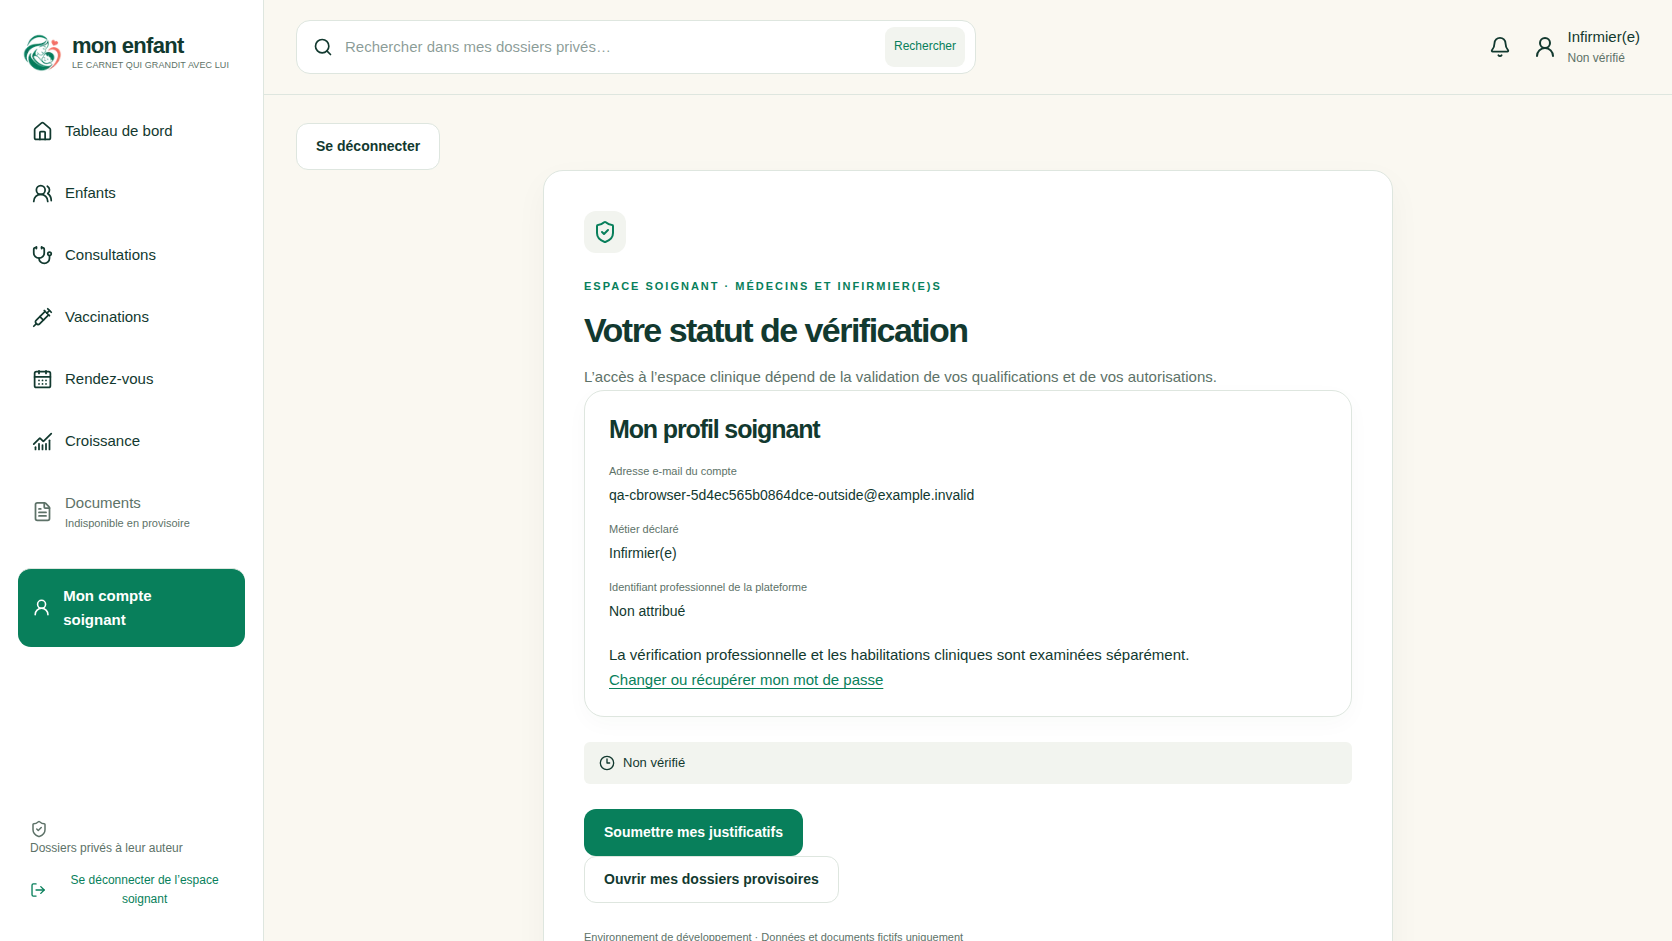 mon enfant
LE CARNET QUI GRANDIT AVEC LUI
Tableau de bord
Enfants
Consultations
Vaccinations
Rendez-vous
Croissance
Documents
Indisponible en provisoire
Mon compte
soignant
Dossiers privés à leur auteur
Se déconnecter de l’espace
soignant
Rechercher dans mes dossiers privés…
Rechercher
Infirmier(e)
Non vérifié
Se déconnecter
ESPACE SOIGNANT · MÉDECINS ET INFIRMIER(E)S
Votre statut de vérification
L’accès à l’espace clinique dépend de la validation de vos qualifications et de vos autorisations.
Mon profil soignant
Adresse e-mail du compte
qa-cbrowser-5d4ec565b0864dce-outside@example.invalid
Métier déclaré
Infirmier(e)
Identifiant professionnel de la plateforme
Non attribué
La vérification professionnelle et les habilitations cliniques sont examinées séparément.
Changer ou récupérer mon mot de passe
Non vérifié
Soumettre mes justificatifs
Ouvrir mes dossiers provisoires
Environnement de développement · Données et documents fictifs uniquement